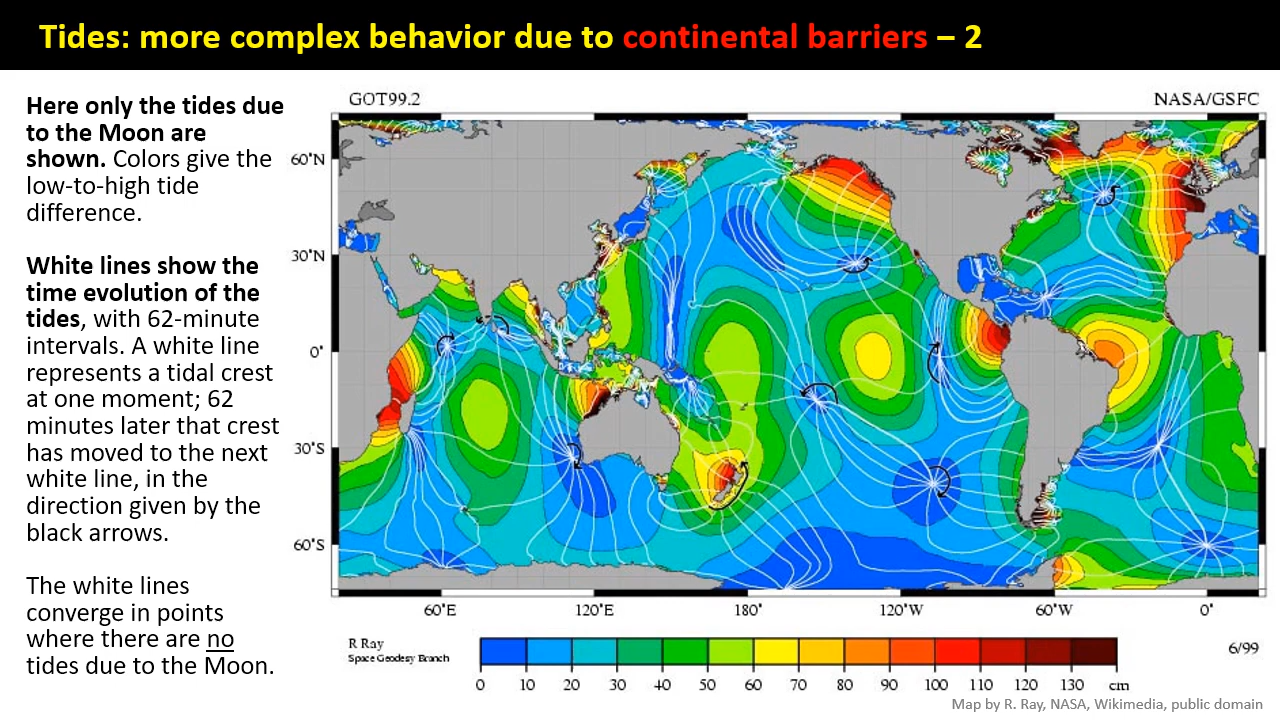 Tides: more complex behavior due to continental barriers – 2
Here only the tides due
to the Moon are
shown. Colors give the
low-to-high tide
difference.
White lines show the
time evolution of the
tides, with 62-minute
intervals. A white line
represents a tidal crest
at one moment; 62
minutes later that crest
has moved to the next
white line, in the
direction given by the
black arrows.
The white lines
converge in points
where there are no
tides due to the Moon.
GOT99.2 NASA/GSFC
60°N
30°N
0°
30°S
60°S
60°E 120°E 180° 120°W 60°W 0°
R Ray
Space Geodesy Branch
6/99
0 10 20 30 40 50 60 70 80 90 100 110 120 130 cm
Map by R. Ray, NASA, Wikimedia, public domain